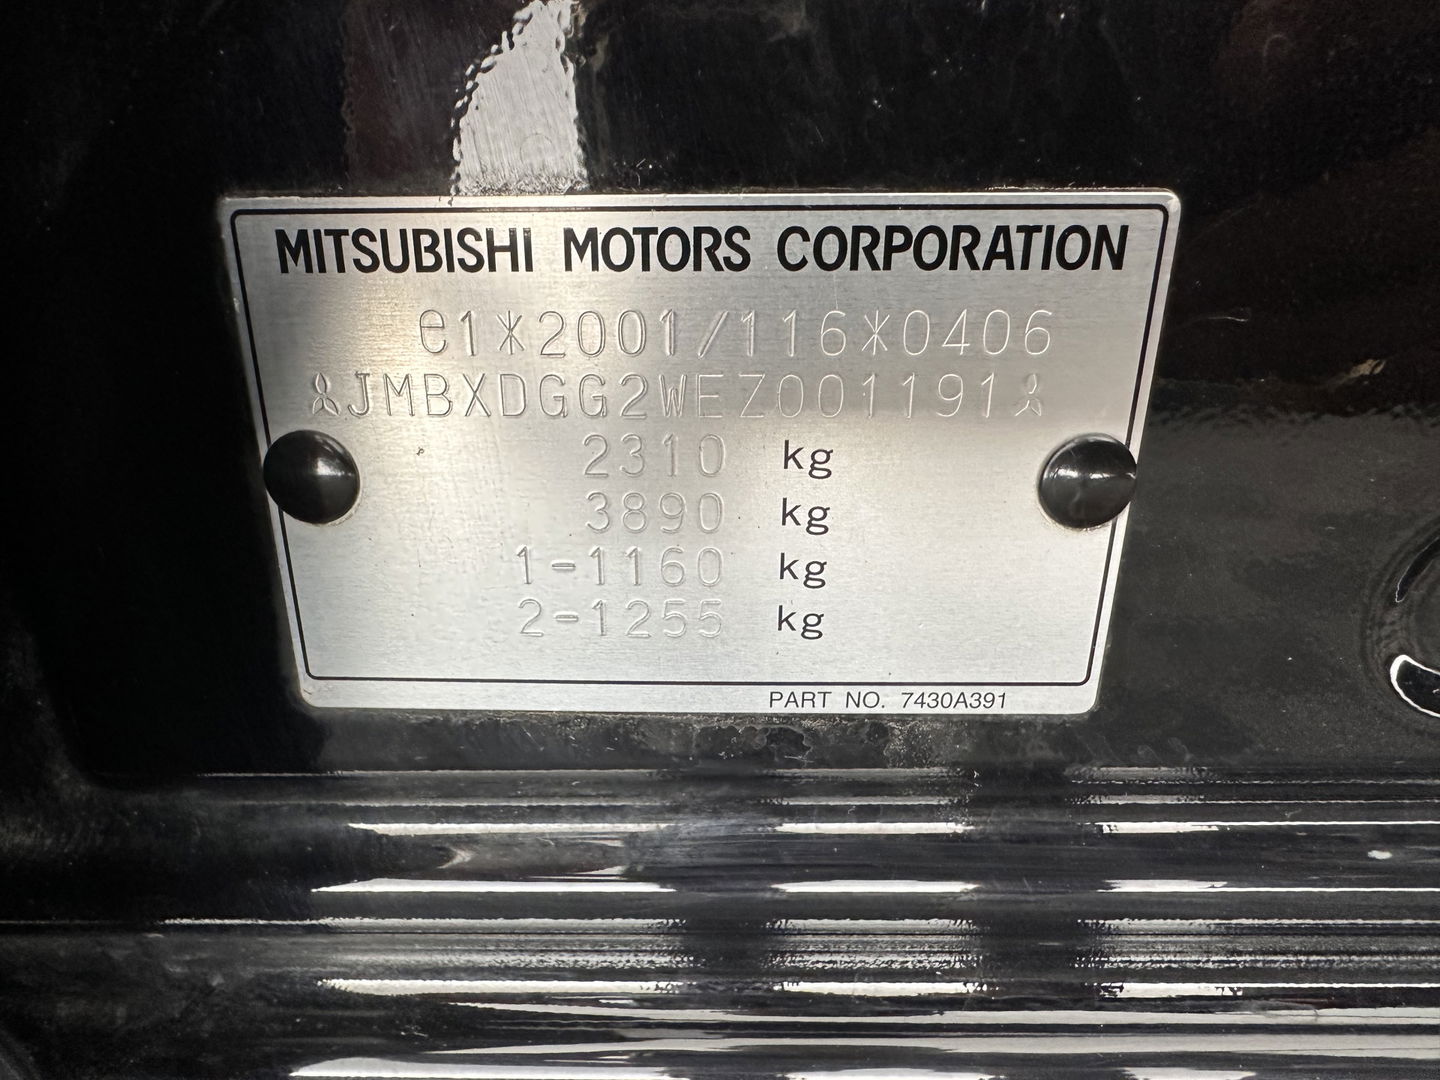 MITSUBISHI MOTORS CORPORATION
e1*2001/116*0406
JMBXDGG2WEZ001191
2310 kg
3890 kg
1-1160 kg
2-1255 kg
PART NO. 7430A391